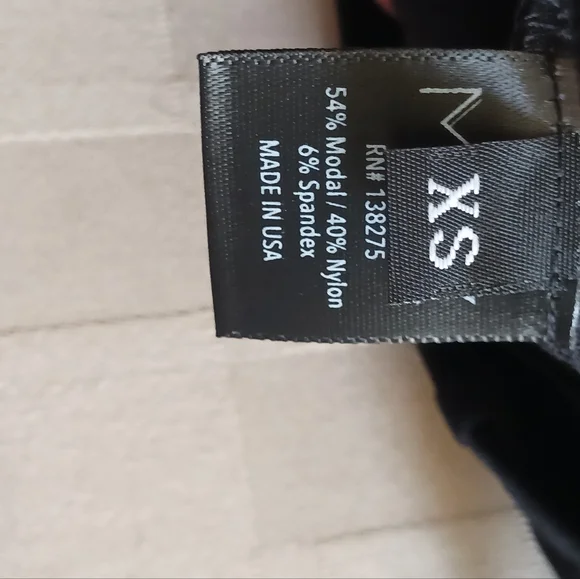 XS
RN# 138275
54% Modal / 40% Nylon
6% Spandex
MADE IN USA